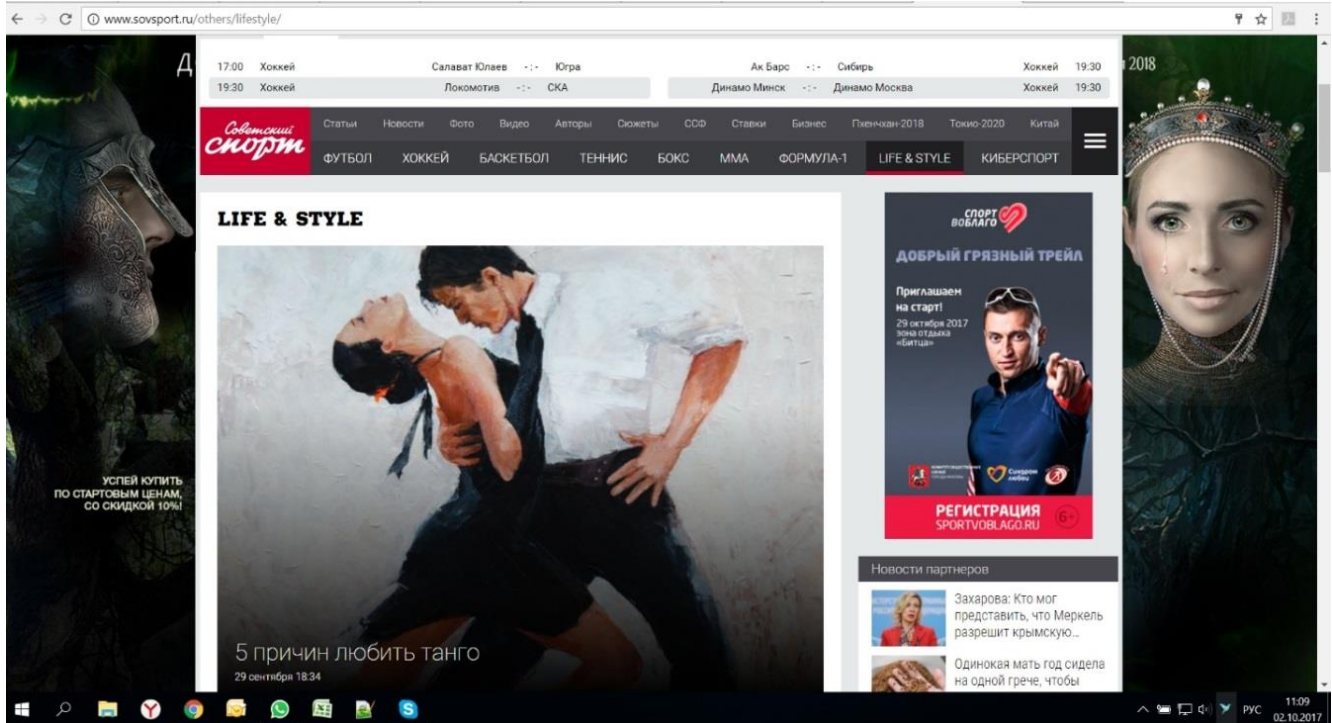 www.sovsport.ru/others/lifestyle/
17:00 Хоккей Салават Юлаев -:- Югра
Ак Барс -:- Сибирь Хоккей 19:30
19:30 Хоккей Локомотив -:- СКА
Динамо Минск -:- Динамо Москва Хоккей 19:30
Советский спорт
Статьи Новости Фото Видео Авторы Сюжеты ССФ Ставки Бизнес Пхенчхан-2018 Токио-2020 Китай
ФУТБОЛ ХОККЕЙ БАСКЕТБОЛ ТЕННИС БОКС ММА ФОРМУЛА-1 LIFE & STYLE КИБЕРСПОРТ
LIFE & STYLE
5 причин любить танго
29 сентября 18:34
УСПЕЙ КУПИТЬ
ПО СТАРТОВЫМ ЦЕНАМ,
СО СКИДКОЙ 10%!
2018
СПОРТ
ВОБЛАГО
ДОБРЫЙ ГРЯЗНЫЙ ТРЕЙЛ
Приглашаем
на старт!
29 октября 2017
зона отдыха
«Битца»
Синдром
любви
РЕГИСТРАЦИЯ
SPORTVOBLAGO.RU
6+
Новости партнеров
Захарова: Кто мог
представить, что Меркель
разрешит крымскую...
Одинокая мать год сидела
на одной грече, чтобы
РУС
11:09
02.10.2017